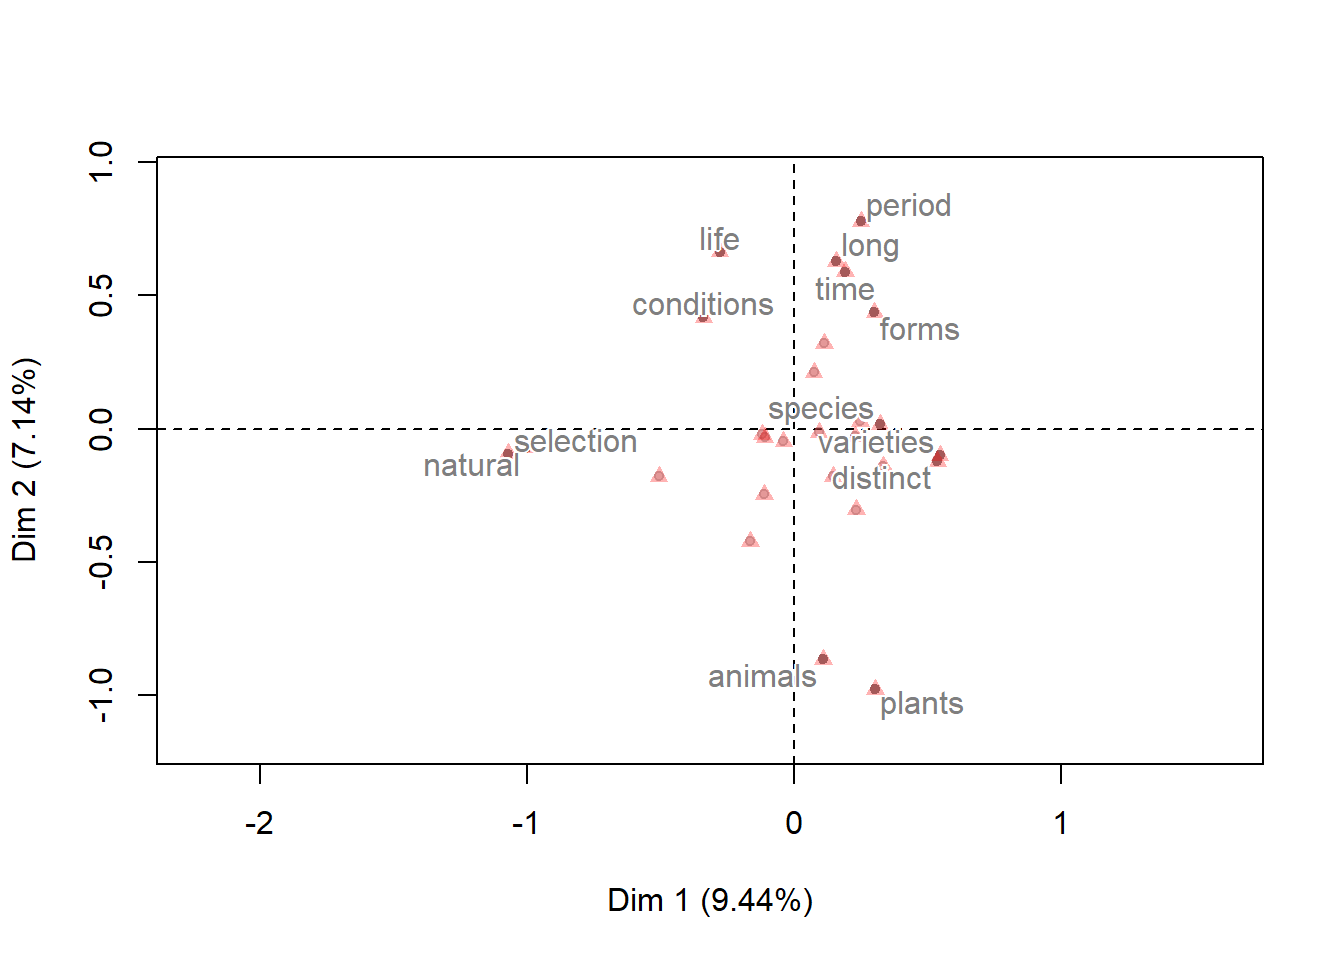 1.0
0.5
0.0
-0.5
-1.0
Dim 2 (7.14%)
period
life
long
time
conditions
forms
species
selection
varieties
natural
distinct
animals
plants
-2
-1
0
1
Dim 1 (9.44%)